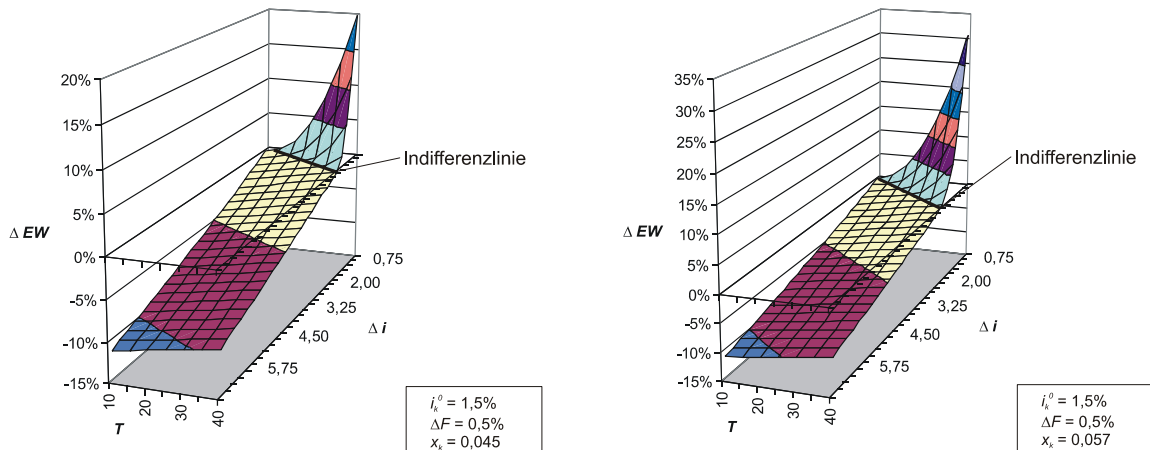 20%
15%
10%
5%
0%
-5%
-10%
-15%
Δ EW
10
20
30
40
T
0,75
2,00
3,25
4,50
5,75
Δ i
Indifferenzlinie
i_k^0 = 1,5%
ΔF = 0,5%
x_k = 0,045
35%
30%
25%
20%
15%
10%
5%
0%
-5%
-10%
-15%
Δ EW
10
20
30
40
T
0,75
2,00
3,25
4,50
5,75
Δ i
Indifferenzlinie
i_k^0 = 1,5%
ΔF = 0,5%
x_k = 0,057